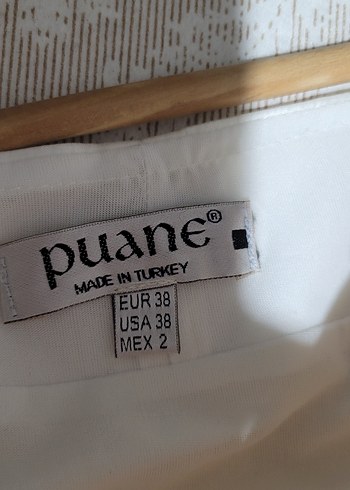 puane®
MADE IN TURKEY
EUR 38
USA 38
MEX 2